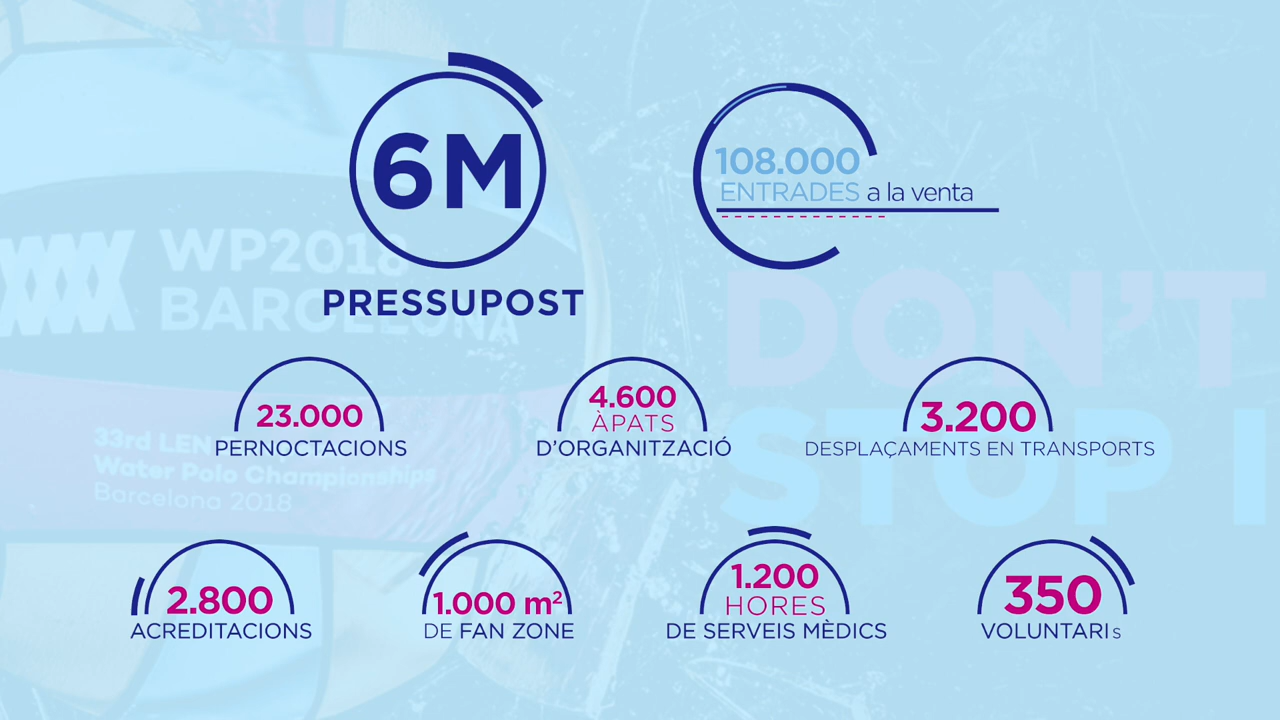 6M
PRESSUPOST
108.000
ENTRADES a la venta
23.000
PERNOCTACIONS
4.600
ÀPATS
D'ORGANITZACIÓ
3.200
DESPLAÇAMENTS EN TRANSPORTS
2.800
ACREDITACIONS
1.000 m²
DE FAN ZONE
1.200
HORES
DE SERVEIS MÈDICS
350
VOLUNTARIS
WP2018
BARCELONA
33rd LEN
Water Polo Championships
Barcelona 2018
DON'T
STOP